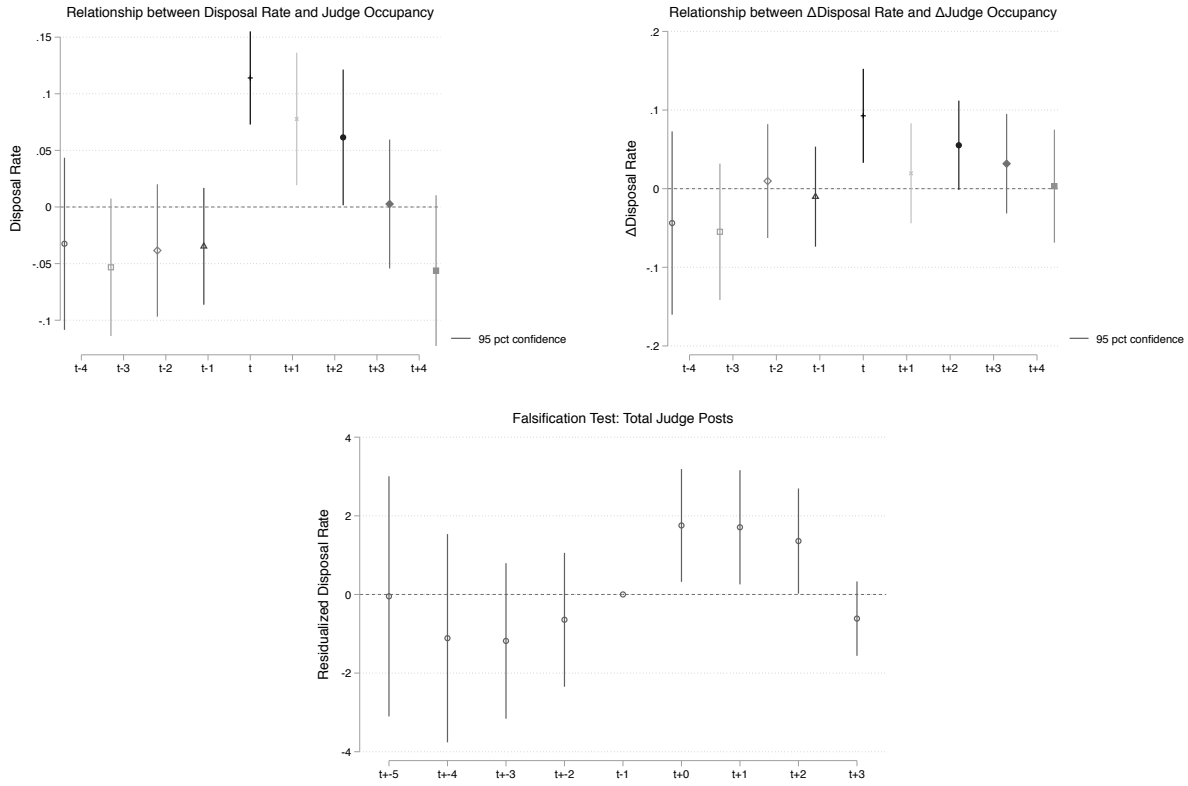 Relationship between Disposal Rate and Judge Occupancy
Disposal Rate
.15
.1
.05
0
-.05
-.1
t-4 t-3 t-2 t-1 t t+1 t+2 t+3 t+4
95 pct confidence
Relationship between ΔDisposal Rate and ΔJudge Occupancy
ΔDisposal Rate
.2
.1
0
-.1
-.2
t-4 t-3 t-2 t-1 t t+1 t+2 t+3 t+4
95 pct confidence
Falsification Test: Total Judge Posts
Residualized Disposal Rate
4
2
0
-2
-4
t+-5 t+-4 t+-3 t+-2 t-1 t+0 t+1 t+2 t+3